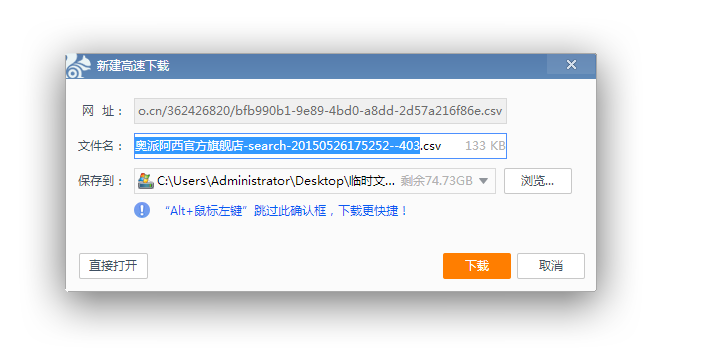 新建高速下载
网 址： o.cn/362426820/bfb990b1-9e89-4bd0-a8dd-2d57a216f86e.csv
文件名： 奥派阿西官方旗舰店-search-20150526175252--403.csv 133 KB
保存到： C:\Users\Administrator\Desktop\临时文... 剩余74.73GB 浏览...
“Alt+鼠标左键”跳过此确认框，下载更快捷！
直接打开 下载 取消